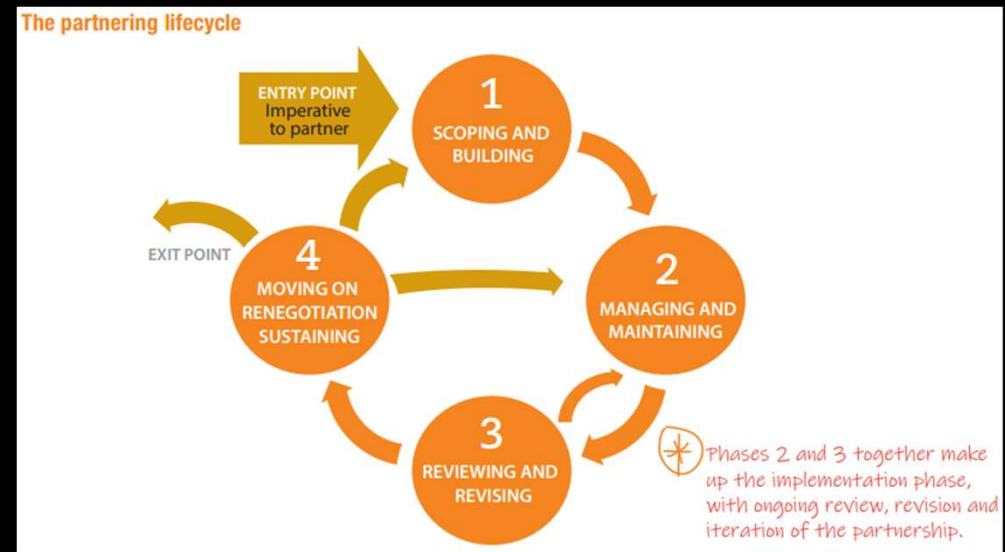 The partnering lifecycle
ENTRY POINT
Imperative
to partner
1
SCOPING AND
BUILDING
EXIT POINT
4
MOVING ON
RENEGOTIATION
SUSTAINING
2
MANAGING AND
MAINTAINING
3
REVIEWING AND
REVISING
Phases 2 and 3 together make
up the implementation phase,
with ongoing review, revision and
iteration of the partnership.